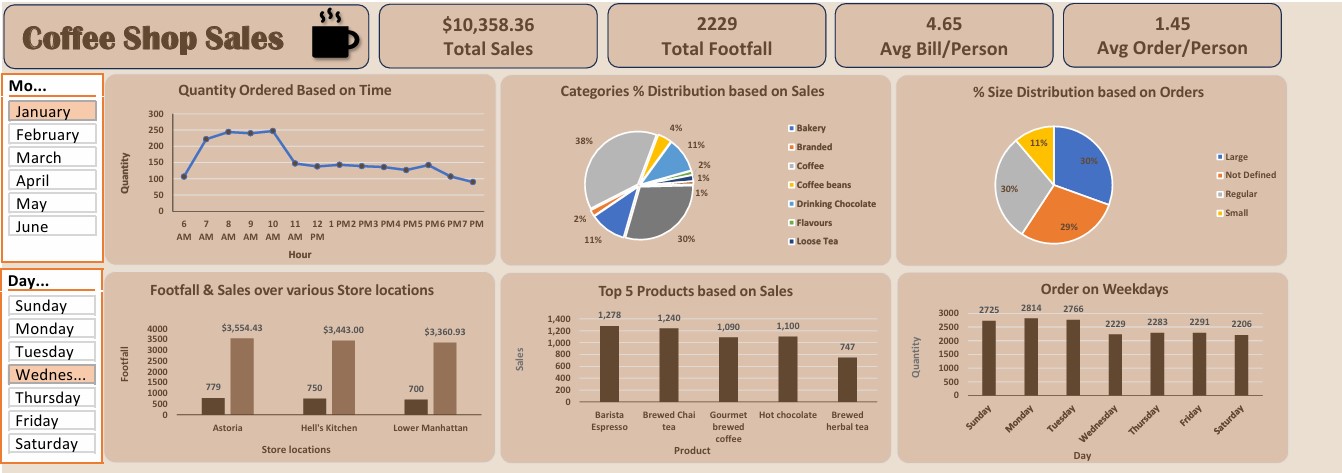 Coffee Shop Sales
$10,358.36
Total Sales
2229
Total Footfall
4.65
Avg Bill/Person
1.45
Avg Order/Person
Mo...
January
February
March
April
May
June
Day...
Sunday
Monday
Tuesday
Wednes...
Thursday
Friday
Saturday
Quantity Ordered Based on Time
Quantity
300
250
200
150
100
50
0
6 AM
7 AM
8 AM
9 AM
10 AM
11 AM
12 PM
1 PM
2 PM
3 PM
4 PM
5 PM
6 PM
7 PM
Hour
Categories % Distribution based on Sales
38%
4%
11%
2%
1%
1%
30%
11%
2%
Bakery
Branded
Coffee
Coffee beans
Drinking Chocolate
Flavours
Loose Tea
% Size Distribution based on Orders
11%
30%
30%
29%
Large
Not Defined
Regular
Small
Footfall & Sales over various Store locations
Footfall
4000
3500
3000
2500
2000
1500
1000
500
0
779
$3,554.43
750
$3,443.00
700
$3,360.93
Astoria
Hell's Kitchen
Lower Manhattan
Store locations
Top 5 Products based on Sales
Sales
1,400
1,200
1,000
800
600
400
200
0
1,278
1,240
1,090
1,100
747
Barista Espresso
Brewed Chai tea
Gourmet brewed coffee
Hot chocolate
Brewed herbal tea
Product
Order on Weekdays
Quantity
3000
2500
2000
1500
1000
500
0
2725
2814
2766
2229
2283
2291
2206
Sunday
Monday
Tuesday
Wednesday
Thursday
Friday
Saturday
Day